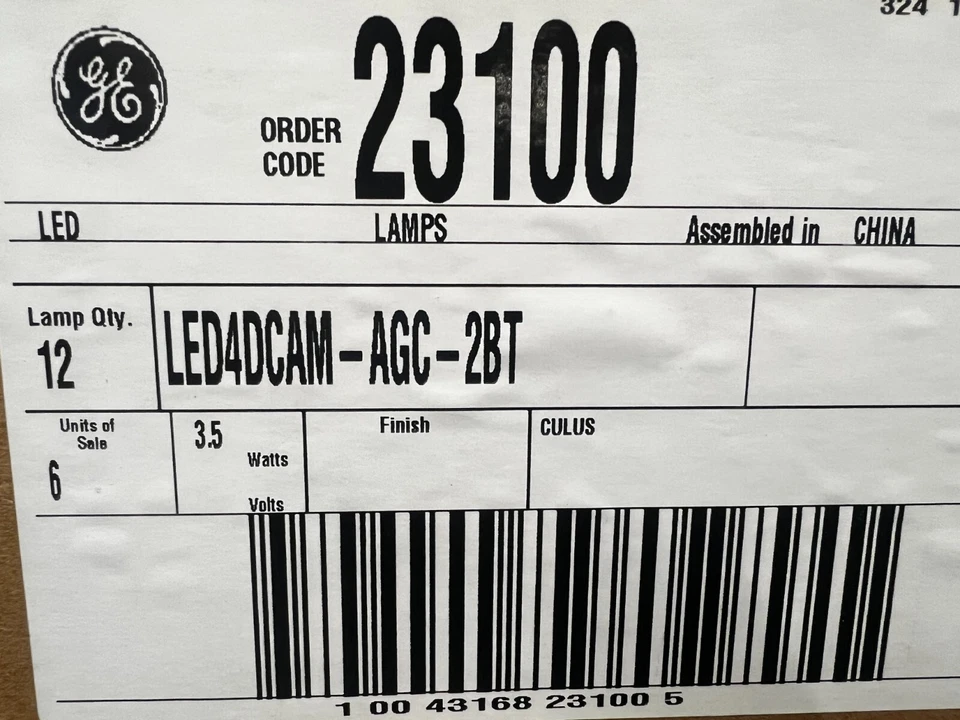 324 1
GE
ORDER CODE 23100
LED LAMPS Assembled in CHINA
Lamp Qty.
12
LED4DCAM-AGC-2BT
Units of
Sale
6
3.5
Watts
Volts
Finish
CULUS
1 00 43168 23100 5